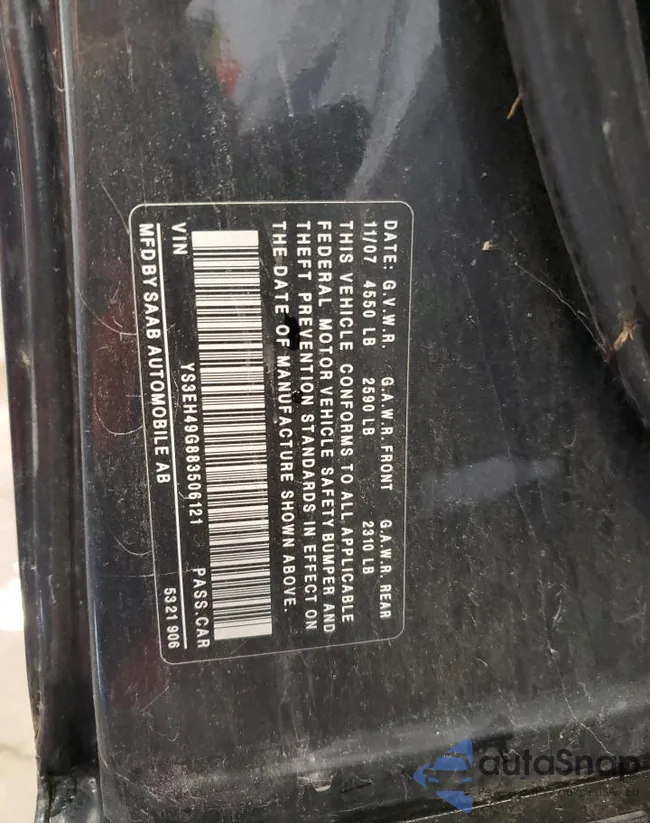 DATE: G.V.W.R. G.A.W.R. FRONT G.A.W.R. REAR
11/07 4550 LB 2590 LB 2310 LB
THIS VEHICLE CONFORMS TO ALL APPLICABLE
FEDERAL MOTOR VEHICLE SAFETY BUMPER AND
THEFT PREVENTION STANDARDS IN EFFECT ON
THE DATE OF MANUFACTURE SHOWN ABOVE.
VIN YS3EH49G883506121 PASS.CAR
MFD BY SAAB AUTOMOBILE AB 5321 906
autoSnap